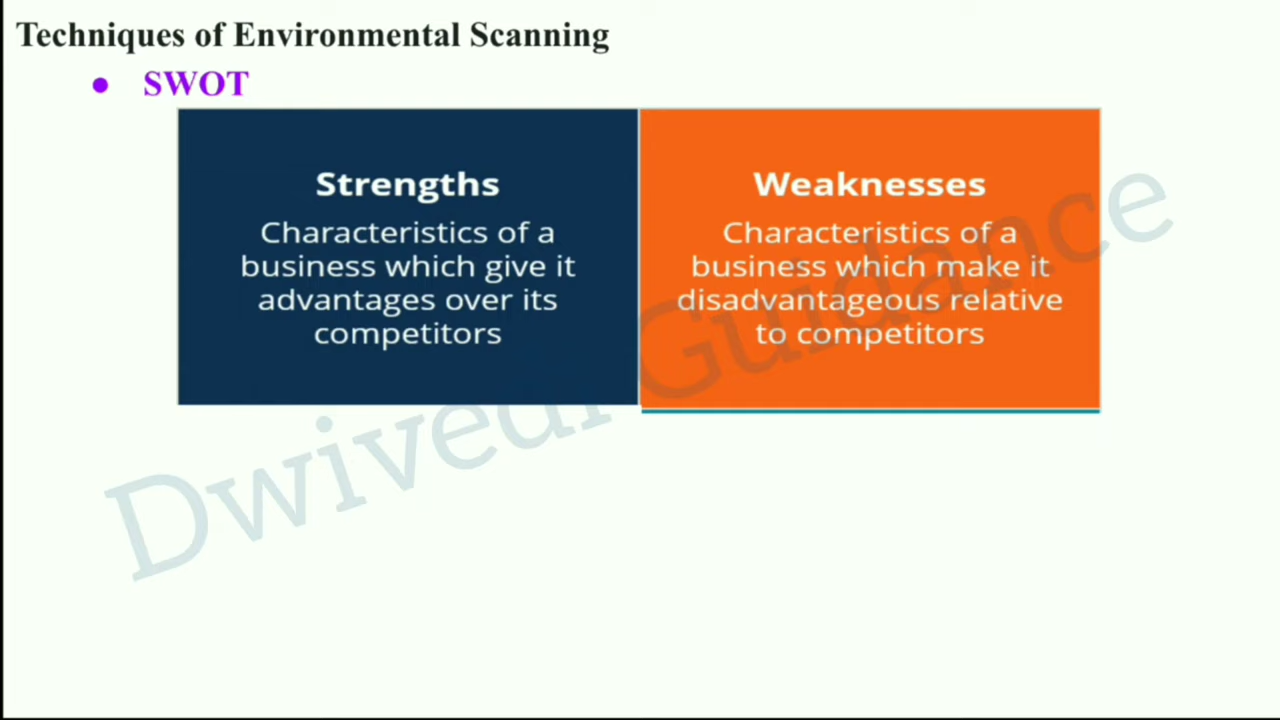 Techniques of Environmental Scanning
● SWOT
Strengths
Characteristics of a
business which give it
advantages over its
competitors
Weaknesses
Characteristics of a
business which make it
disadvantageous relative
to competitors
Dwivedi Guidance